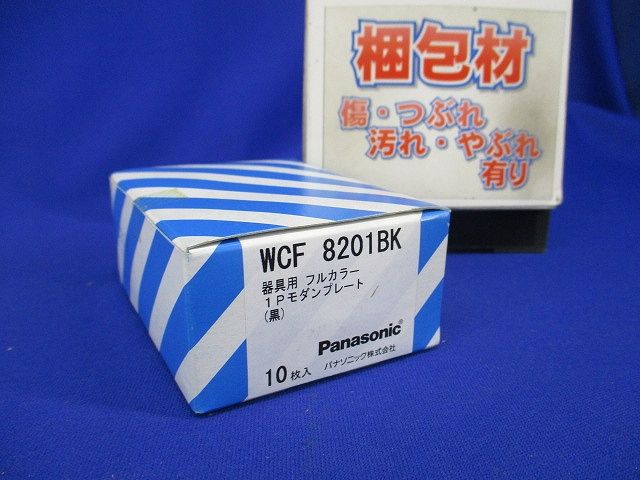 梱包材
傷・つぶれ
汚れ・やぶれ
有り
WCF 8201BK
器具用 フルカラー
1Pモダンプレート
(黒)
Panasonic®
10枚入 パナソニック株式会社